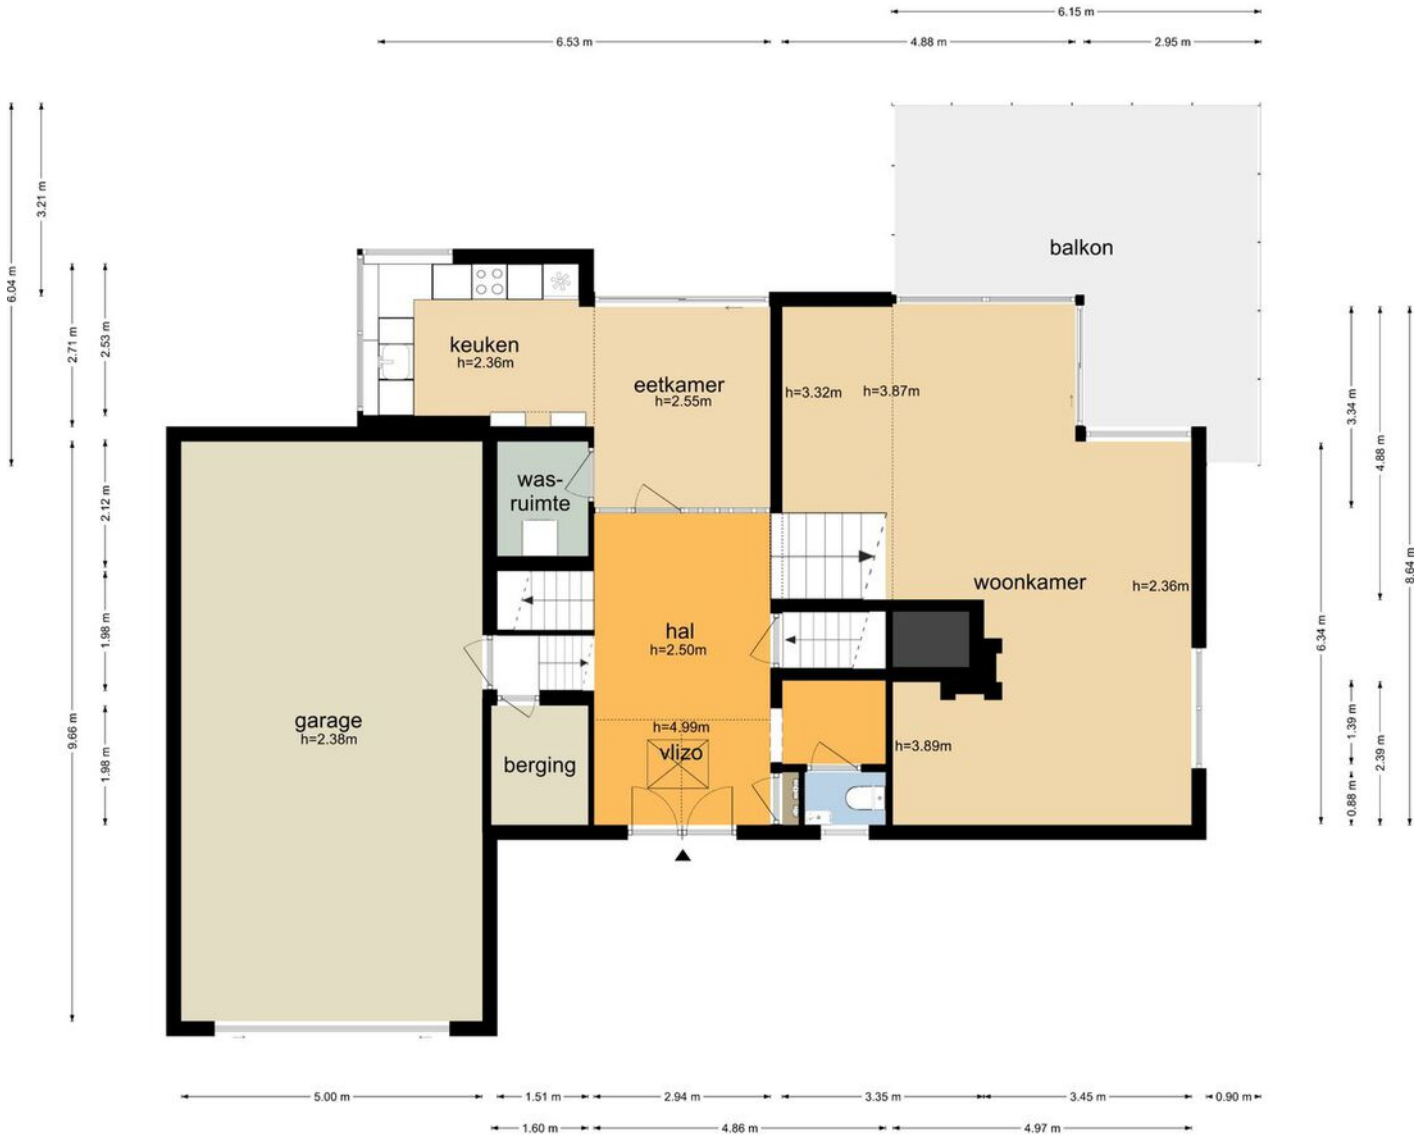 6.15 m
6.53 m
4.88 m
2.95 m
6.04 m
3.21 m
2.71 m
2.53 m
balkon
keuken
h=2.36m
eetkamer
h=2.55m
h=3.32m
h=3.87m
3.34 m
4.88 m
8.64 m
was-
ruimte
2.12 m
9.66 m
1.98 m
1.98 m
garage
h=2.38m
berging
hal
h=2.50m
h=4.99m
vlizo
woonkamer
h=2.36m
h=3.89m
6.34 m
1.39 m
2.39 m
0.88 m
5.00 m
1.51 m
2.94 m
3.35 m
3.45 m
0.90 m
1.60 m
4.86 m
4.97 m